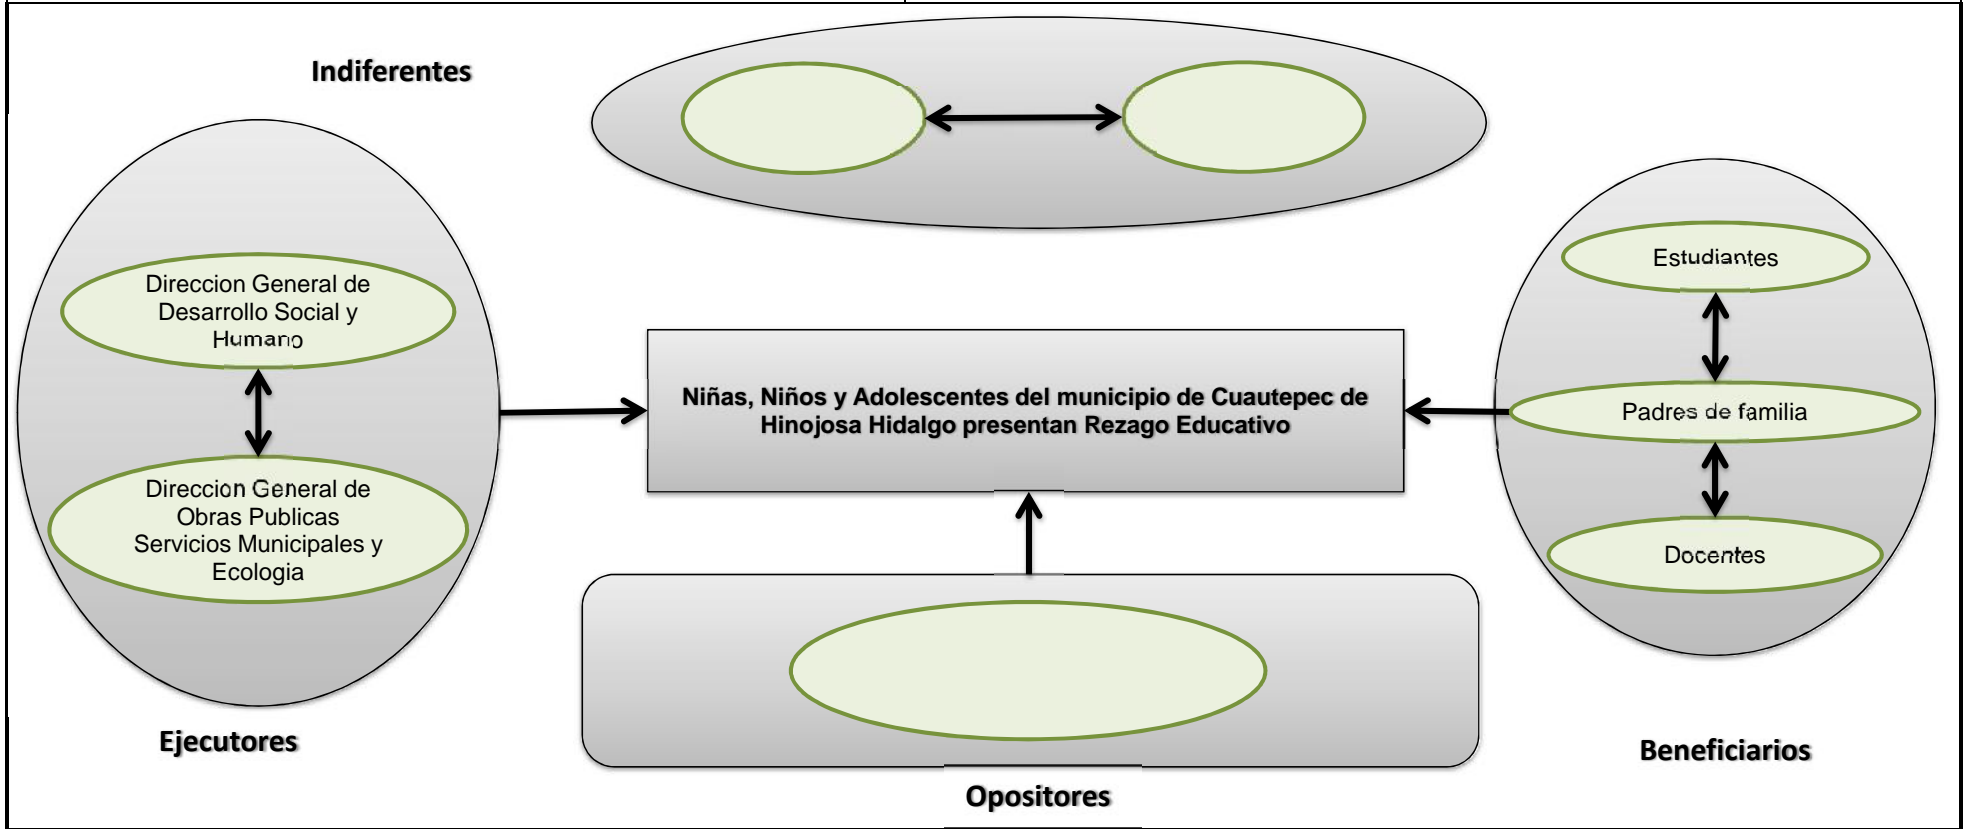 Indiferentes
Direccion General de
Desarrollo Social y
Humano
Direccion General de
Obras Publicas
Servicios Municipales y
Ecologia
Ejecutores
Niñas, Niños y Adolescentes del municipio de Cuautepec de
Hinojosa Hidalgo presentan Rezago Educativo
Opositores
Estudiantes
Padres de familia
Docentes
Beneficiarios